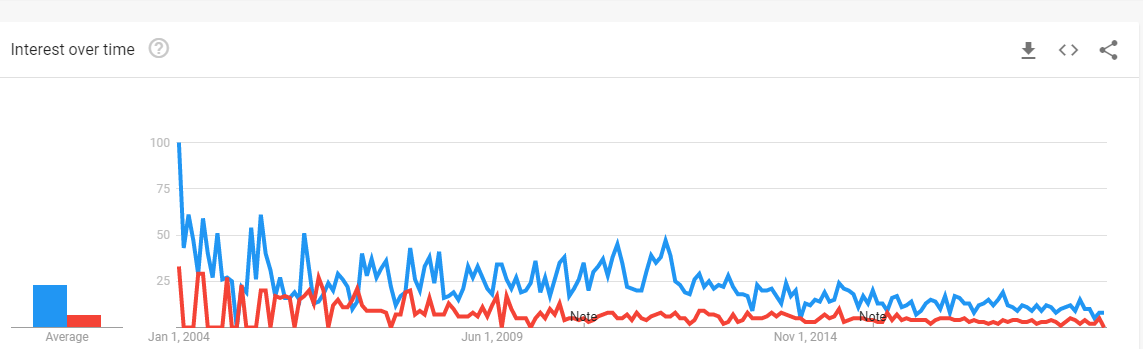 Interest over time
100
75
50
25
Note
Note
Average
Jan 1, 2004
Jun 1, 2009
Nov 1, 2014